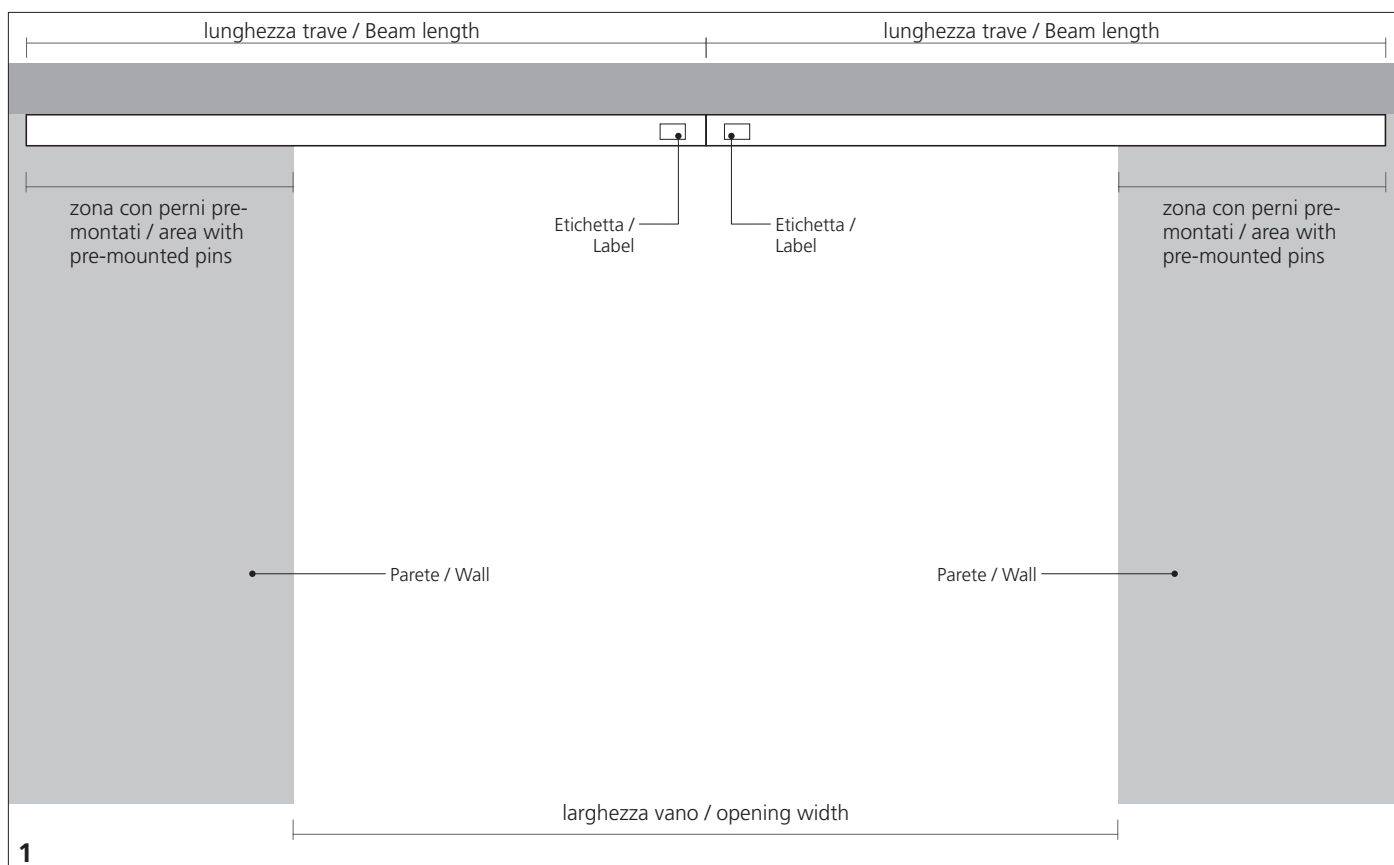 lunghezza trave / Beam length
lunghezza trave / Beam length
Etichetta /
Label
Etichetta /
Label
zona con perni pre-
montati / area with
pre-mounted pins
zona con perni pre-
montati / area with
pre-mounted pins
Parete / Wall
Parete / Wall
larghezza vano / opening width
1